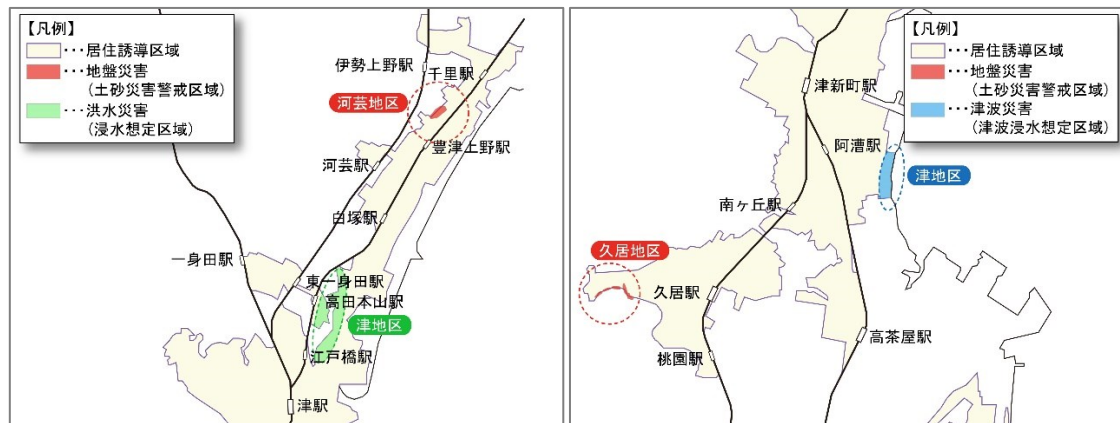 【凡例】
･･･居住誘導区域
･･･地盤災害
(土砂災害警戒区域)
･･･洪水災害
(浸水想定区域)
伊勢上野駅
千里駅
河芸地区
豊津上野駅
河芸駅
白塚駅
一身田駅
東一身田駅
高田本山駅
津地区
江戸橋駅
津駅
【凡例】
･･･居住誘導区域
･･･地盤災害
(土砂災害警戒区域)
･･･津波災害
(津波浸水想定区域)
津新町駅
阿漕駅
津地区
南ヶ丘駅
久居地区
久居駅
高茶屋駅
桃園駅